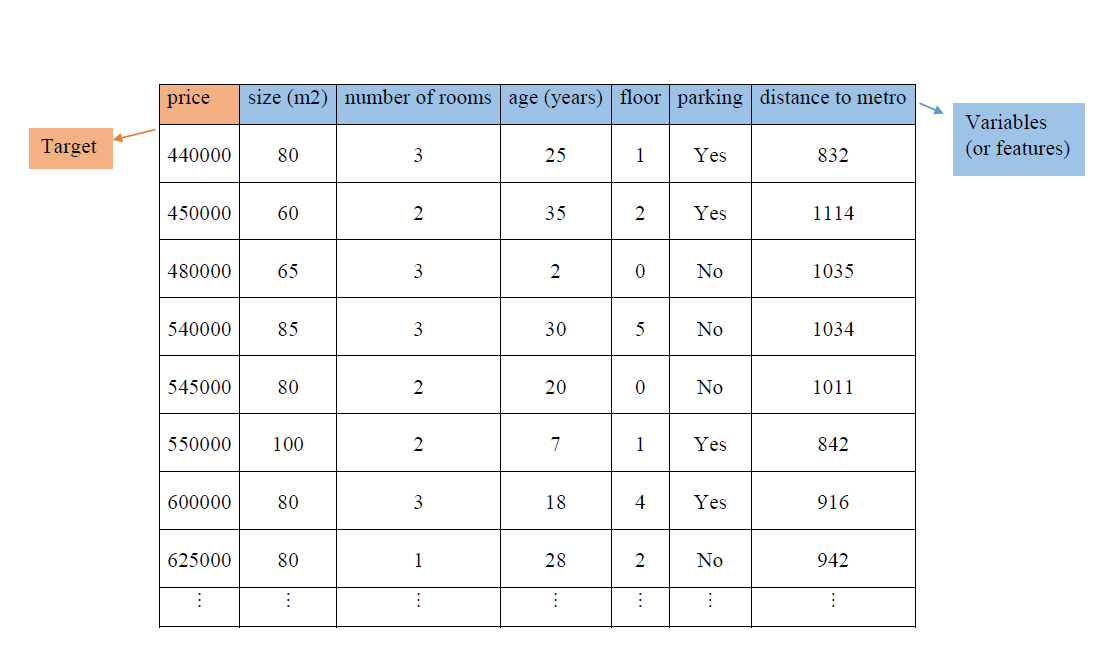 price size (m2) number of rooms age (years) floor parking distance to metro
Variables
(or features)
Target
440000 80 3 25 1 Yes 832
450000 60 2 35 2 Yes 1114
480000 65 3 2 0 No 1035
540000 85 3 30 5 No 1034
545000 80 2 20 0 No 1011
550000 100 2 7 1 Yes 842
600000 80 3 18 4 Yes 916
625000 80 1 28 2 No 942
⋮ ⋮ ⋮ ⋮ ⋮ ⋮ ⋮